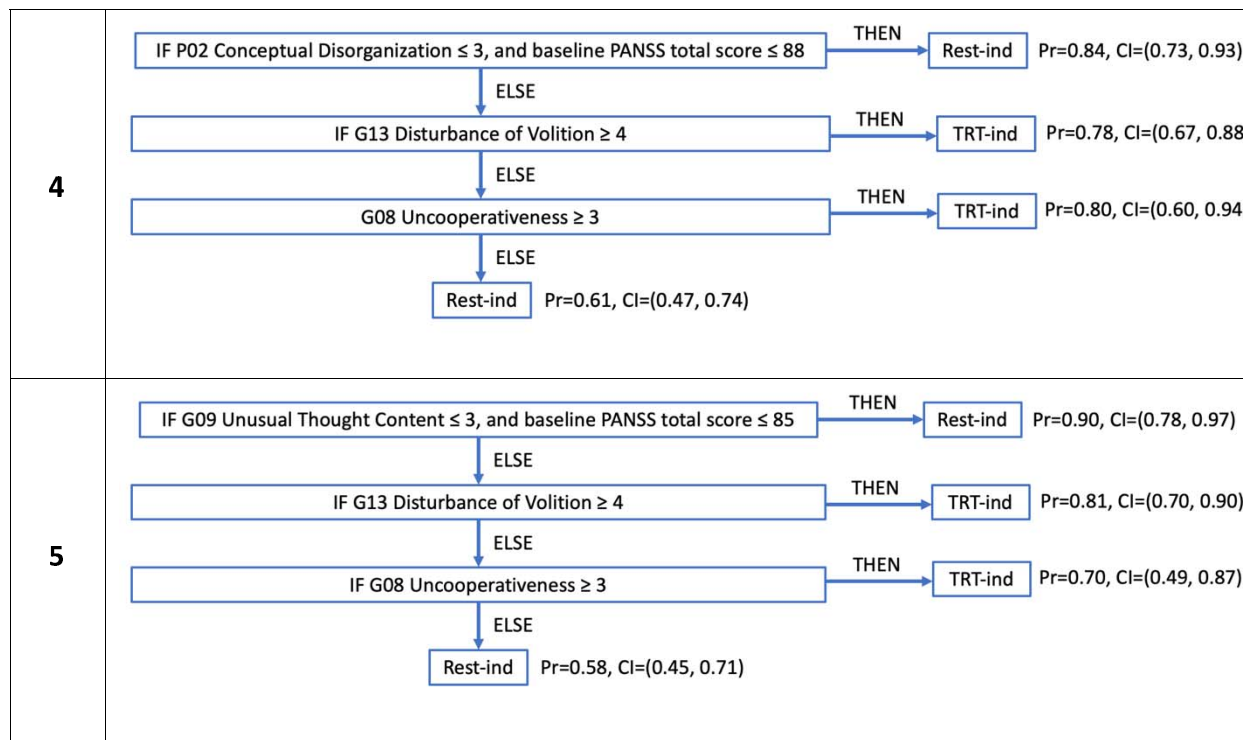 4
IF P02 Conceptual Disorganization ≤ 3, and baseline PANSS total score ≤ 88
THEN
Rest-ind
Pr=0.84, CI=(0.73, 0.93)
ELSE
IF G13 Disturbance of Volition ≥ 4
THEN
TRT-ind
Pr=0.78, CI=(0.67, 0.88
ELSE
G08 Uncooperativeness ≥ 3
THEN
TRT-ind
Pr=0.80, CI=(0.60, 0.94
ELSE
Rest-ind
Pr=0.61, CI=(0.47, 0.74)
5
IF G09 Unusual Thought Content ≤ 3, and baseline PANSS total score ≤ 85
THEN
Rest-ind
Pr=0.90, CI=(0.78, 0.97)
ELSE
IF G13 Disturbance of Volition ≥ 4
THEN
TRT-ind
Pr=0.81, CI=(0.70, 0.90)
ELSE
IF G08 Uncooperativeness ≥ 3
THEN
TRT-ind
Pr=0.70, CI=(0.49, 0.87)
ELSE
Rest-ind
Pr=0.58, CI=(0.45, 0.71)